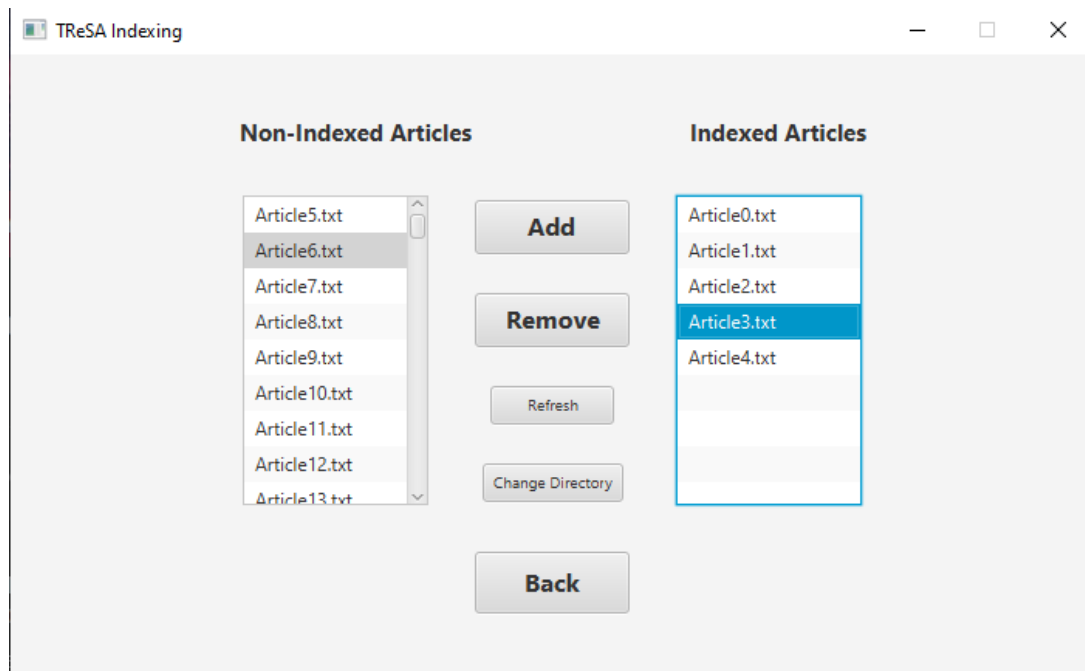 TReSA Indexing
Non-Indexed Articles
Indexed Articles
Article5.txt
Article6.txt
Article7.txt
Article8.txt
Article9.txt
Article10.txt
Article11.txt
Article12.txt
Article13.txt
Add
Remove
Refresh
Change Directory
Back
Article0.txt
Article1.txt
Article2.txt
Article3.txt
Article4.txt